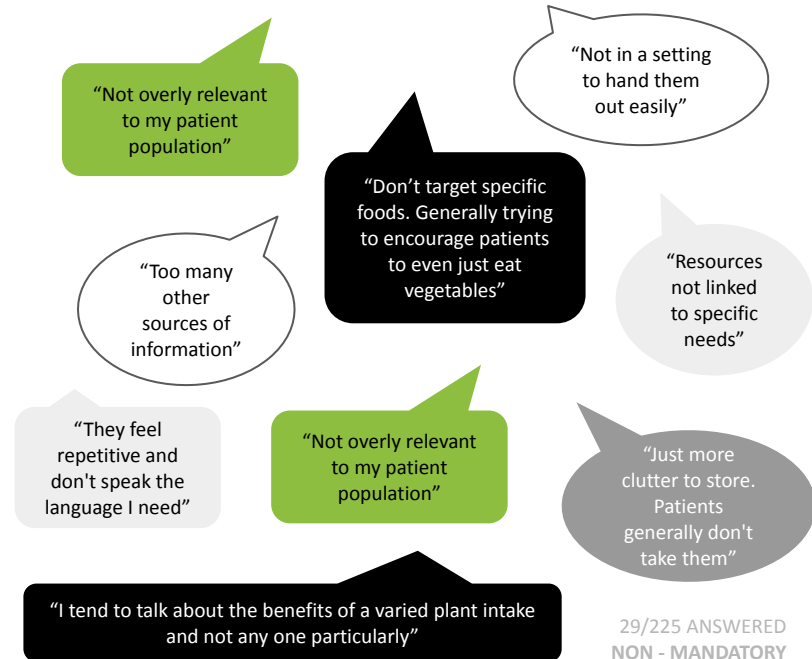 “Not overly relevant
to my patient
population”
“Not in a setting
to hand them
out easily”
“Don’t target specific
foods. Generally trying
to encourage patients
to even just eat
vegetables”
“Too many
other
sources of
information”
“Resources
not linked
to specific
needs”
“They feel
repetitive and
don't speak the
language I need”
“Not overly relevant
to my patient
population”
“Just more
clutter to store.
Patients
generally don't
take them”
“I tend to talk about the benefits of a varied plant intake
and not any one particularly”
29/225 ANSWERED
NON - MANDATORY